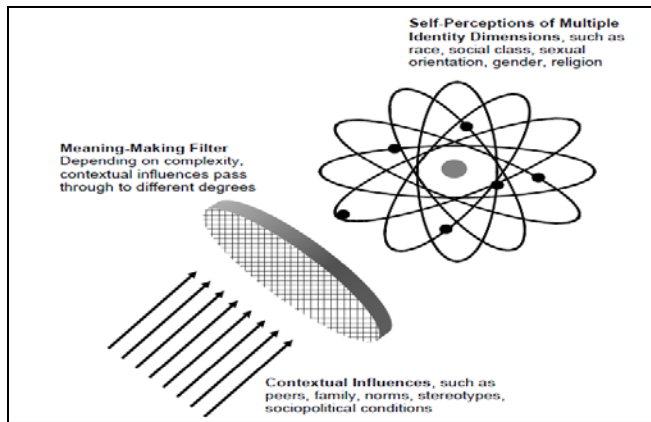 Self-Perceptions of Multiple
Identity Dimensions, such as
race, social class, sexual
orientation, gender, religion
Meaning-Making Filter
Depending on complexity,
contextual influences pass
through to different degrees
Contextual Influences, such as
peers, family, norms, stereotypes,
sociopolitical conditions